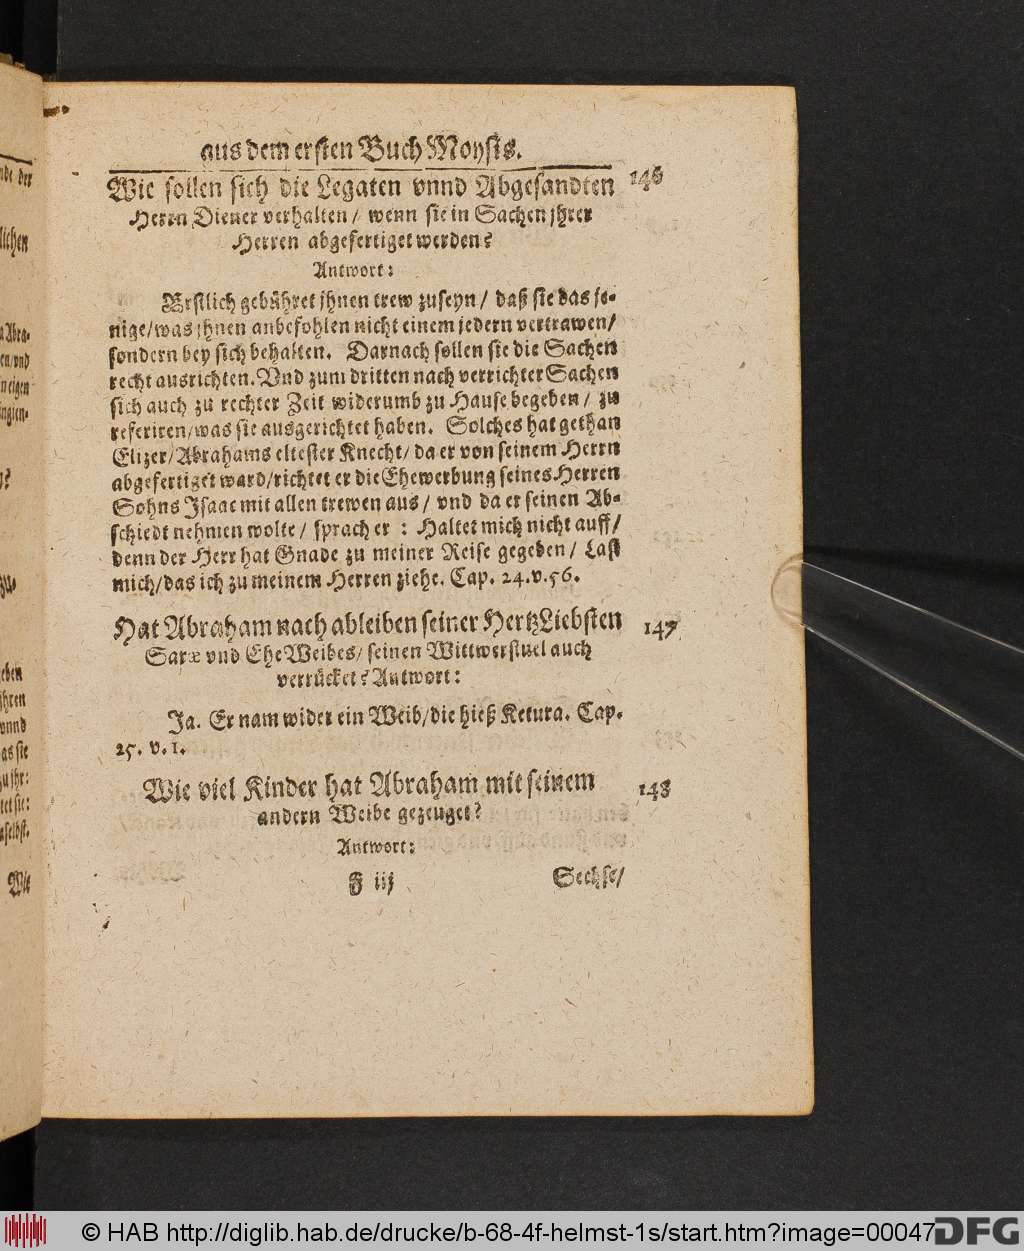 aus dem ersten Buch Moysis.
Wie sollen sich die Legaten vnnd Abgesandten 146
Herrn Diener verhalten / wenn sie in Sachen jhrer
Herren abgefertiget werden?
Antwort:
Erstlich gebühret jhnen trew zuseyn / daß sie das je-
nige/was jhnen anbefohlen nicht einem jedern vertrawen/
sondern bey sich behalten. Darnach sollen sie die Sachen
recht ausrichten. Vnd zum dritten nach verrichter Sachen
sich auch zu rechter Zeit widerumb zu Hause begeben / zu
referiren/was sie ausgerichtet haben. Solches hat gethan
Elizer/Abrahams eltester Knecht/ da er von seinem Herrn
abgefertiget ward/richtet er die Ehewerbung seines Herren
Sohns Isaac mit allen trewen aus / vnd da er seinen Ab-
schiedt nehmen wolte / sprach er : Haltet mich nicht auff/
denn der Herr hat Gnade zu meiner Reise gegeben / Last
mich/das ich zu meinem Herren ziehe. Cap. 24.v.56.
Hat Abraham nach ableiben seiner HertzLiebsten 147
Saræ vnd EheWeibes/ seinen Wittwerstuel auch
verrücket? Antwort:
Ja. Er nam wider ein Weib/die hieß Ketura. Cap.
25. v. 1.
Wie viel Kinder hat Abraham mit seinem 148
andern Weibe gezeuget?
Antwort:
F iij Sechse/
© HAB http://diglib.hab.de/drucke/b-68-4f-helmst-1s/start.htm?image=00047
DFG